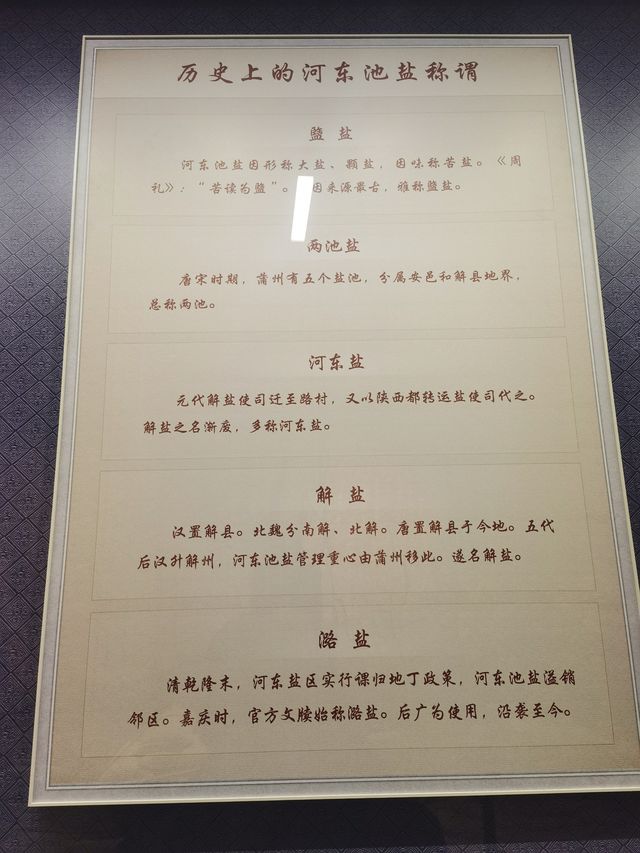 历史上的河东池盐称谓
盬 盐
河东池盐因形称大盐、颗盐，因味称苦盐。《周
礼》：“苦读为盬”。因来源最古，雅称盬盐。
两池盐
唐宋时期，蒲州有五个盐池，分属安邑和解县地界，
总称两池。
河东盐
元代解盐使司迁至路村，又以陕西都转运盐使司代之。
解盐之名渐废，多称河东盐。
解 盐
汉置解县。北魏分南解、北解。唐置解县于今地。五代
后汉升解州，河东池盐管理重心由蒲州移此。遂名解盐。
潞 盐
清乾隆末，河东盐区实行课归地丁政策，河东池盐溢销
邻区。嘉庆时，官方文牍始称潞盐。后广为使用，沿袭至今。